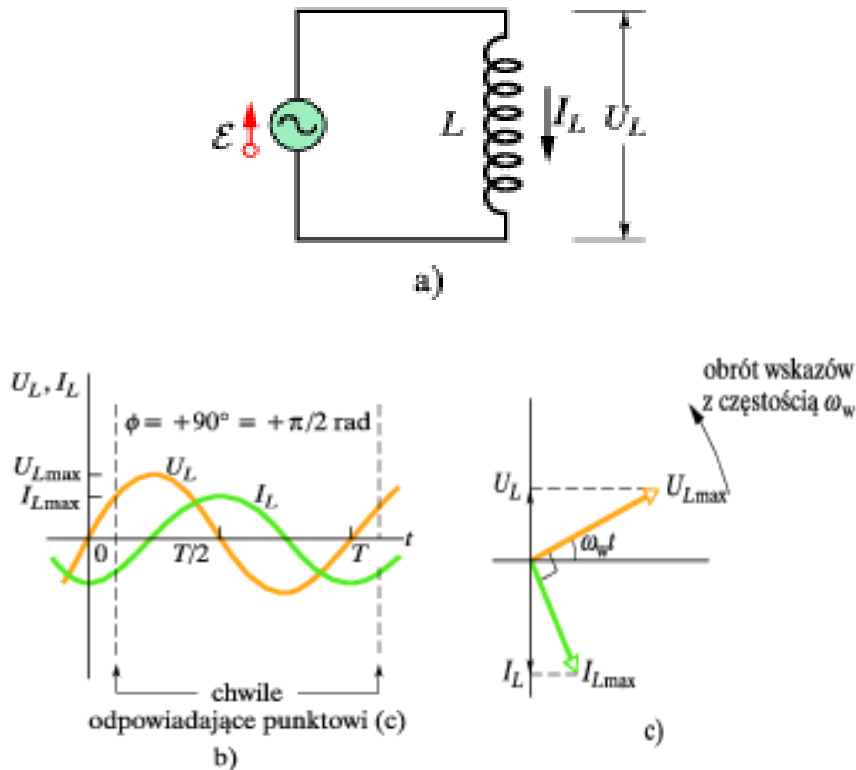 ℰ L I_L U_L
a)
U_L, I_L
ϕ = +90° = +π/2 rad
U_Lmax U_L
I_Lmax I_L
0 T/2 T t
chwile
odpowiadające punktowi (c)
b)
obrót wskazów
z częstością ω_w
U_L U_Lmax
ω_w t
I_L I_Lmax
c)